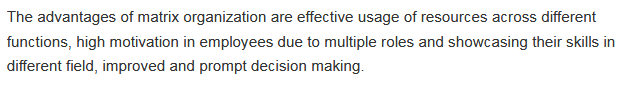 The advantages of matrix organization are effective usage of resources across different
functions, high motivation in employees due to multiple roles and showcasing their skills in
different field, improved and prompt decision making.